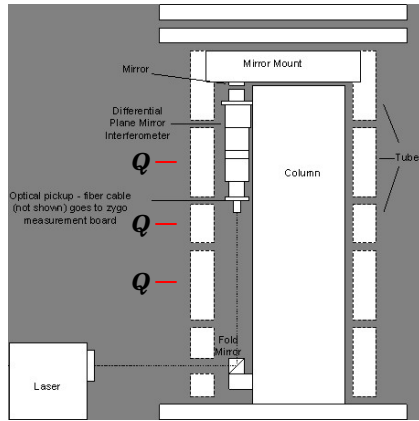 Mirror Mount
Mirror
Differential
Plane Mirror
Interferometer
Tube
Q
Column
Optical pickup - fiber cable
(not shown) goes to zygo
measurement board
Q
Q
Fold
Mirror
Laser